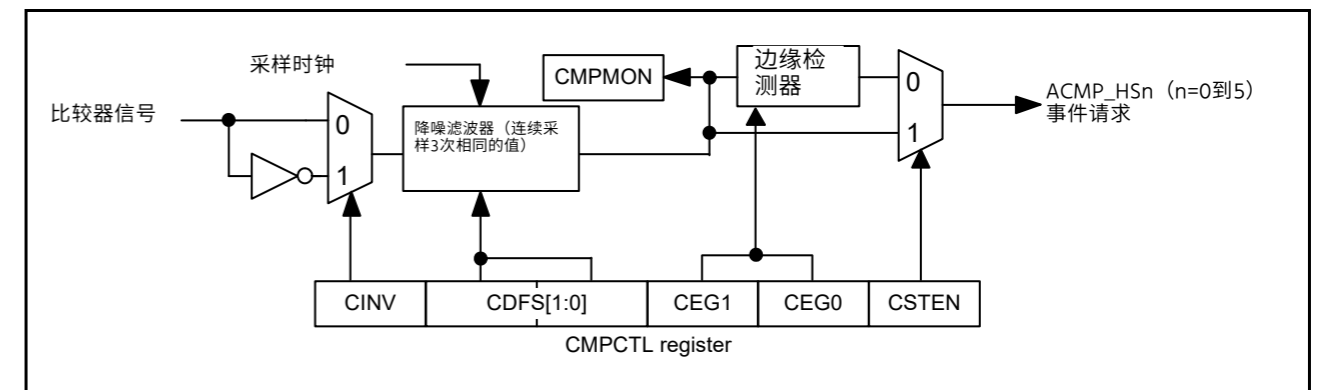 采样时钟
比较器信号
0
1
降噪滤波器（连续采
样3次相同的值）
CMPMON
边缘检
测器
0
1
ACMP_HSn（n=0到5）
事件请求
CINV
CDFS[1:0]
CEG1
CEG0
CSTEN
CMPCTL register